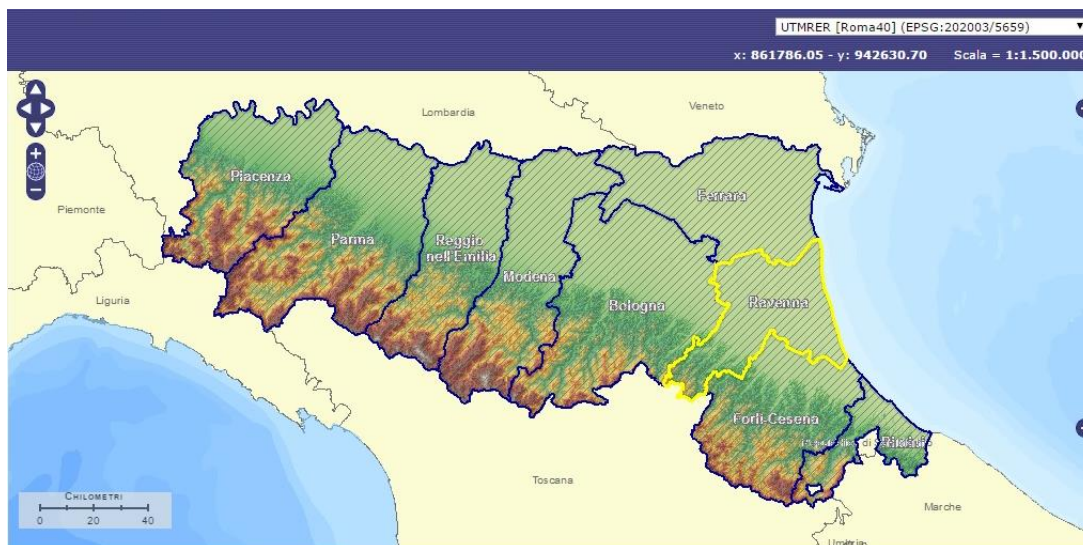 UTMRER [Roma40] (EPSG:202003/5659)
x: 861786.05 - y: 942630.70 Scala = 1:1.500.000
Lombardia
Veneto
Piacenza
Ferrara
Piemonte
Parma
Reggio
nell'Emilia
Modena
Liguria
Bologna
Ravenna
Forlì-Cesena
Rimini
Toscana
CHILOMETRI
0 20 40
Marche
Umbria